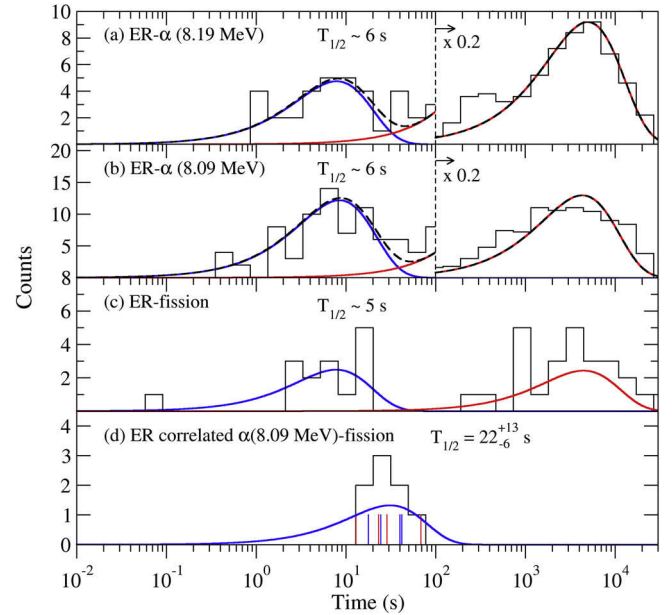 10
8
6
4
2
(a) ER-α (8.19 MeV)
T1/2 ~ 6 s
x 0.2
20
15
10
5
8
(b) ER-α (8.09 MeV)
T1/2 ~ 6 s
x 0.2
6
4
2
(c) ER-fission
T1/2 ~ 5 s
4
3
2
1
0
(d) ER correlated α(8.09 MeV)-fission
T1/2 = 22+13-6 s
Counts
10-2
10-1
100
101
102
103
104
Time (s)